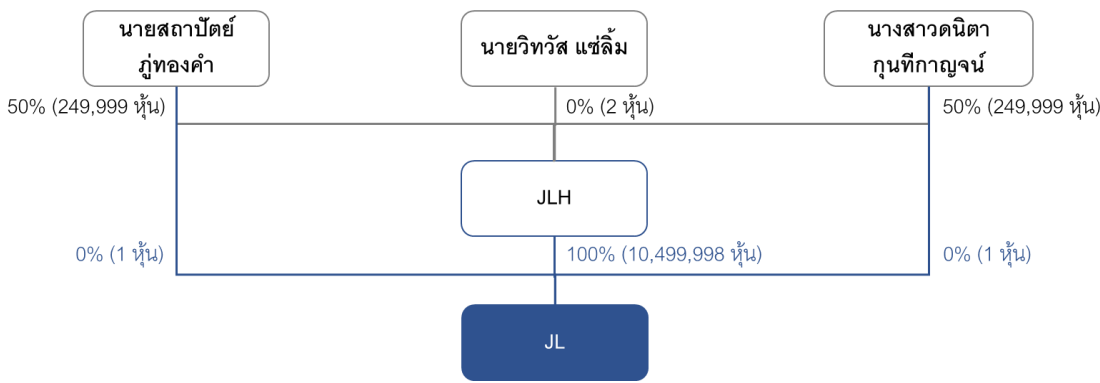 นายสถาปัตย์
ภู่ทองคำ
นายวิทวัส แซ่ลิ้ม
นางสาวดนิตา
กุนทีกาญจน์
50% (249,999 หุ้น)
0% (2 หุ้น)
50% (249,999 หุ้น)
JLH
0% (1 หุ้น)
100% (10,499,998 หุ้น)
0% (1 หุ้น)
JL